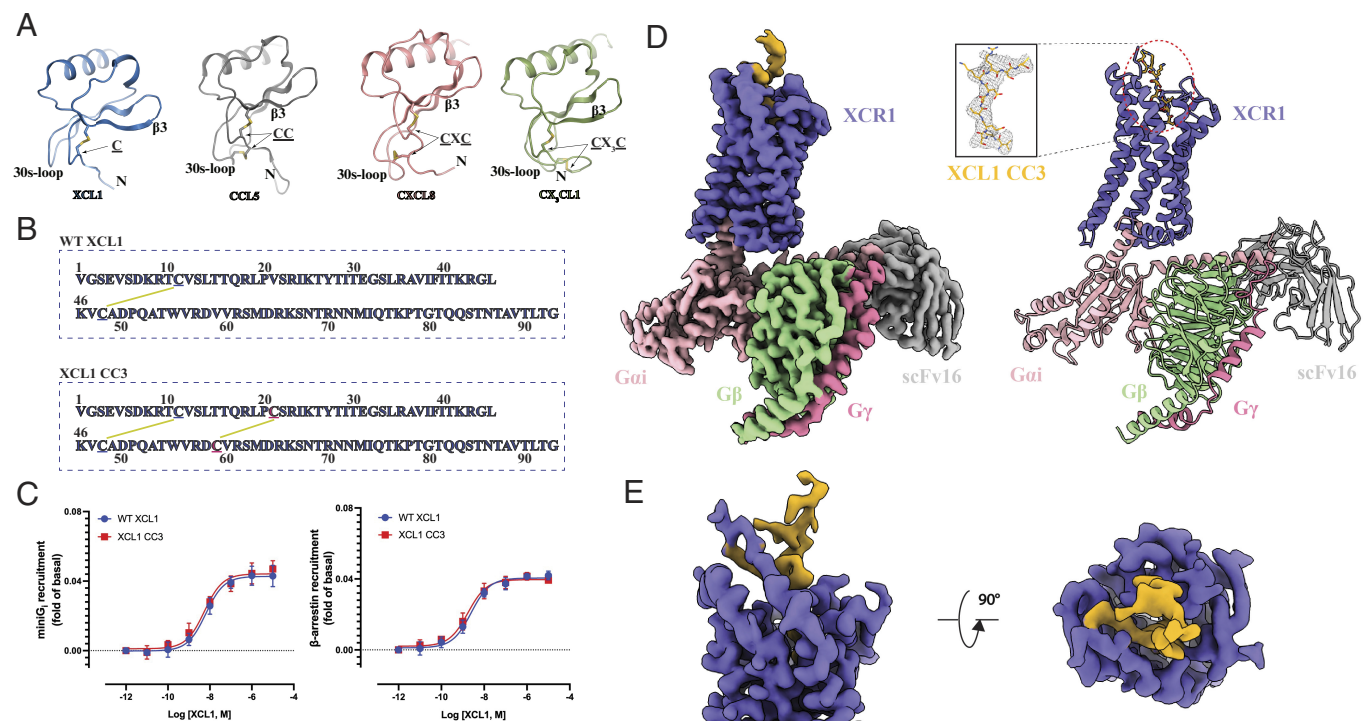 A
β3
C
30s-loop
N
XCL1
β3
CC
30s-loop
N
CCL5
β3
CXC
30s-loop
N
CXCL8
β3
CX3C
30s-loop
N
CX3CL1
B
WT XCL1
1 10 20 30 40
VGSEVSDKRTCVSLTTQRLPVSRIKTYTITEGSLRAVIFITKRGL
46
KVCADPQATWVRDVVRSMDRKSNTRNNMIQTKPTGTQQSTNTAVTLTG
50 60 70 80 90
XCL1 CC3
1 10 20 30 40
VGSEVSDKRTCVSLTTQRLPCSRIKTYTITEGSLRAVIFITKRGL
46
KVCADPQATWVRDCVRSMDRKSNTRNNMIQTKPTGTQQSTNTAVTLTG
50 60 70 80 90
C
miniGi recruitment
(fold of basal)
0.08
0.04
0.00
WT XCL1
XCL1 CC3
-12 -10 -8 -6 -4
Log [XCL1, M]
β-arrestin recruitment
(fold of basal)
0.08
0.04
0.00
WT XCL1
XCL1 CC3
-12 -10 -8 -6 -4
Log [XCL1, M]
D
XCR1
Gαi
Gβ
Gγ
scFv16
XCL1 CC3
XCR1
Gαi
Gβ
Gγ
scFv16
E
90°